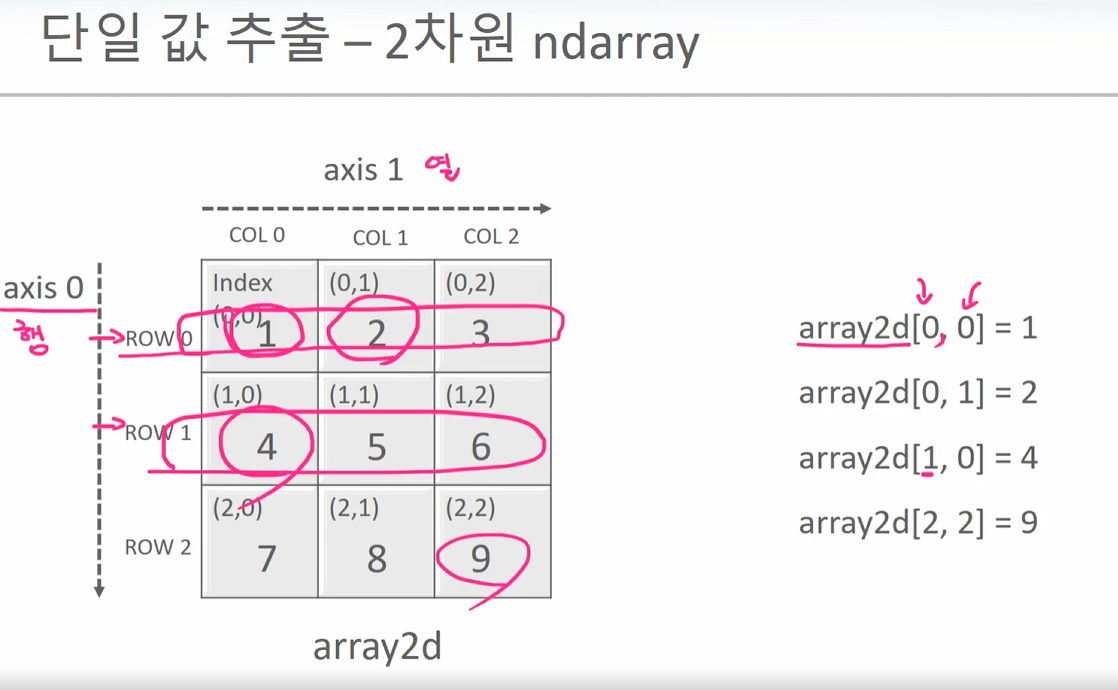 단일 값 추출 – 2차원 ndarray
axis 1 열
COL 0 COL 1 COL 2
axis 0
행
Index (0,1) (0,2)
(0,0)
ROW 0 1 2 3
array2d[0, 0] = 1
(1,0) (1,1) (1,2)
array2d[0, 1] = 2
ROW 1 4 5 6
array2d[1, 0] = 4
(2,0) (2,1) (2,2)
array2d[2, 2] = 9
ROW 2 7 8 9
array2d